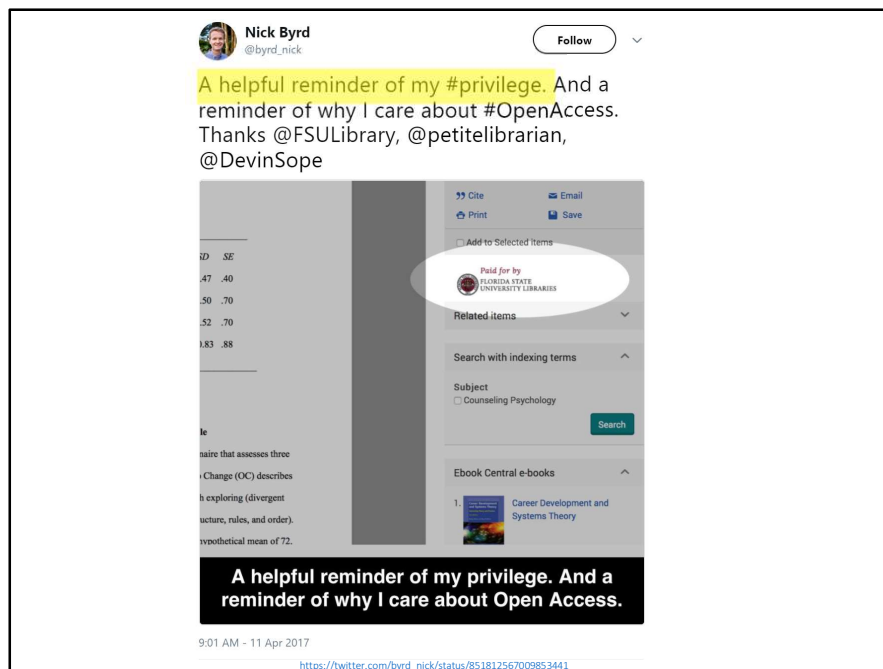 Nick Byrd
@byrd_nick
Follow
A helpful reminder of my #privilege. And a
reminder of why I care about #OpenAccess.
Thanks @FSULibrary, @petitelibrarian,
@DevinSope
Cite
Email
Print
Save
Add to Selected items
Paid for by
FLORIDA STATE
UNIVERSITY LIBRARIES
Related items
Search with indexing terms
Subject
Counseling Psychology
Search
Ebook Central e-books
1.
Career Development and
Systems Theory
SD SE
.47 .40
.50 .70
.52 .70
0.83 .88
le
naire that assesses three
Change (OC) describes
h exploring (divergent
ucture, rules, and order).
hypothetical mean of 72.
A helpful reminder of my privilege. And a
reminder of why I care about Open Access.
9:01 AM - 11 Apr 2017
https://twitter.com/byrd_nick/status/851812567009853441